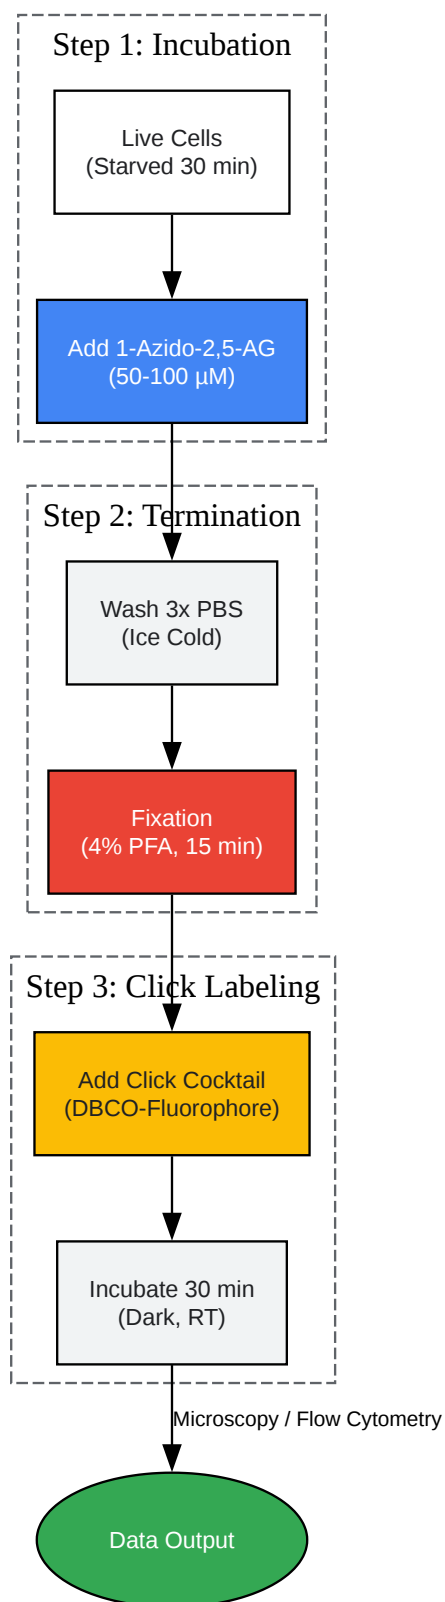 Step 1: Incubation
Live Cells
(Starved 30 min)
Add 1-Azido-2,5-AG
(50-100 µM)
Step 2: Termination
Wash 3x PBS
(Ice Cold)
Fixation
(4% PFA, 15 min)
Step 3: Click Labeling
Add Click Cocktail
(DBCO-Fluorophore)
Incubate 30 min
(Dark, RT)
Microscopy / Flow Cytometry
Data Output